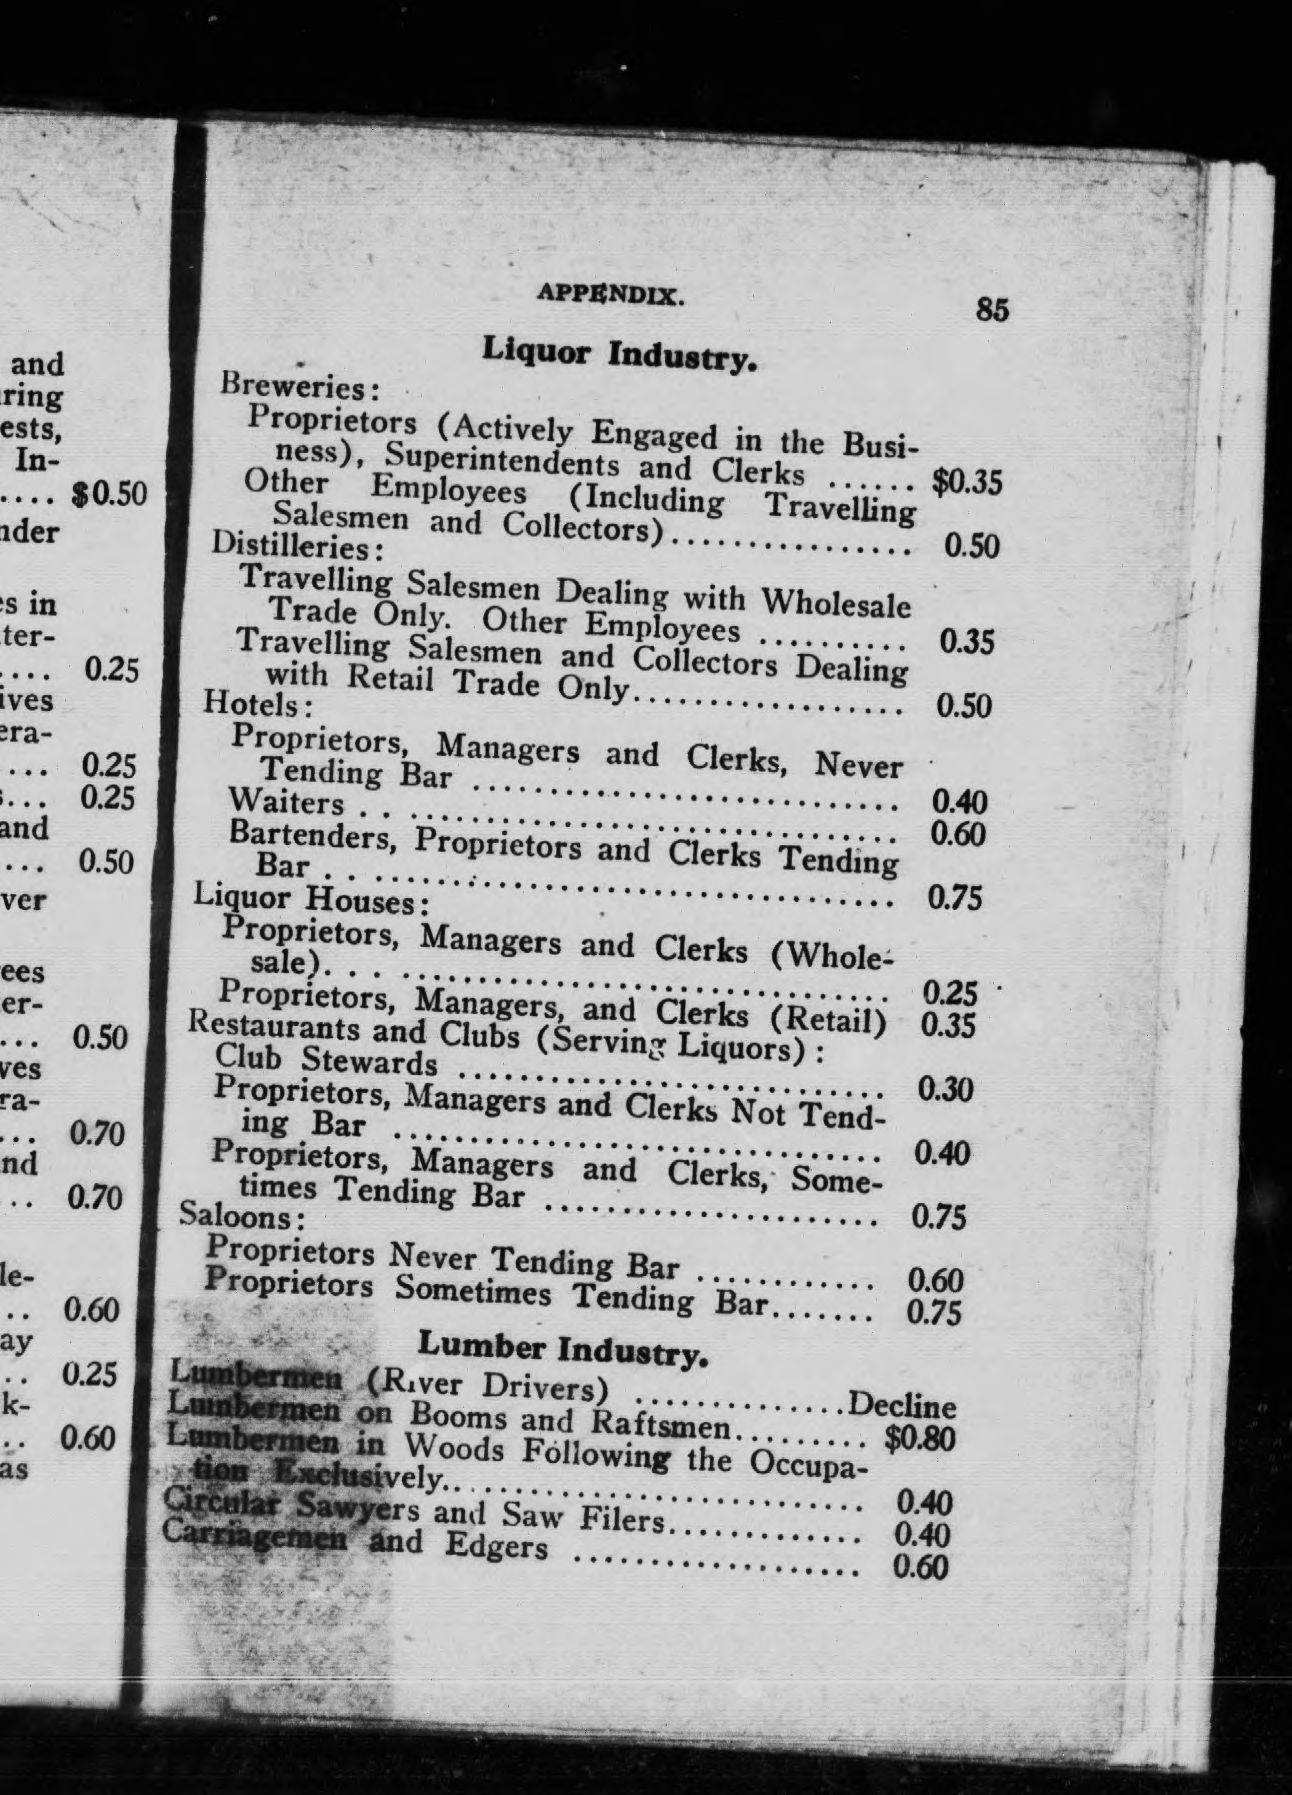 and
ring
ests,
In-
.... $0.50
nder
es in
ter-
.... 0.25
ives
era-
... 0.25
s... 0.25
and
... 0.50
ver
ees
er-
... 0.50
ves
ra-
... 0.70
nd
.. 0.70
le-
.. 0.60
ay
.. 0.25
k-
.. 0.60
as
APPENDIX. 85
Liquor Industry.
Breweries:
Proprietors (Actively Engaged in the Busi-
ness), Superintendents and Clerks ...... $0.35
Other Employees (Including Travelling
Salesmen and Collectors)................ 0.50
Distilleries:
Travelling Salesmen Dealing with Wholesale
Trade Only. Other Employees .......... 0.35
Travelling Salesmen and Collectors Dealing
with Retail Trade Only.................. 0.50
Hotels:
Proprietors, Managers and Clerks, Never
Tending Bar ............................ 0.40
Waiters . . ................................ 0.60
Bartenders, Proprietors and Clerks Tending
Bar . . .................................. 0.75
Liquor Houses:
Proprietors, Managers and Clerks (Whole-
sale). . . ................................ 0.25
Proprietors, Managers, and Clerks (Retail) 0.35
Restaurants and Clubs (Serving Liquors):
Club Stewards ............................ 0.30
Proprietors, Managers and Clerks Not Tend-
ing Bar ................................ 0.40
Proprietors, Managers and Clerks, Some-
times Tending Bar ...................... 0.75
Saloons:
Proprietors Never Tending Bar ............ 0.60
Proprietors Sometimes Tending Bar....... 0.75
Lumber Industry.
Lumbermen (River Drivers) ..............Decline
Lumbermen on Booms and Raftsmen......... $0.80
Lumbermen in Woods Following the Occupa-
tion Exclusively............................ 0.40
Circular Sawyers and Saw Filers............. 0.40
Carriagemen and Edgers ................... 0.60